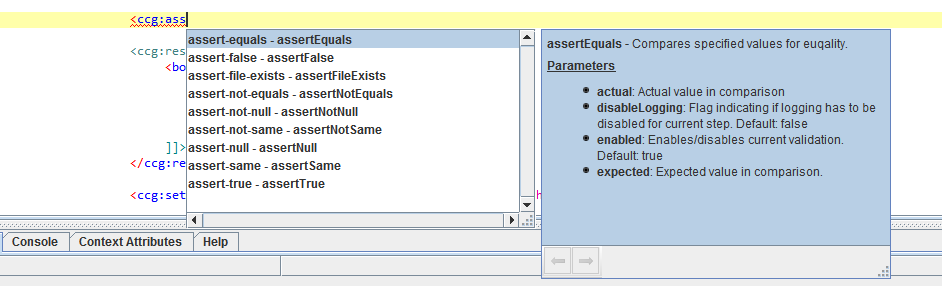 <ccg:ass
assert-equals - assertEquals
assert-false - assertFalse
assert-file-exists - assertFileExists
assert-not-equals - assertNotEquals
assert-not-null - assertNotNull
assert-not-same - assertNotSame
assert-null - assertNull
assert-same - assertSame
assert-true - assertTrue
assertEquals - Compares specified values for euqality.
Parameters
actual: Actual value in comparison
disableLogging: Flag indicating if logging has to be
disabled for current step. Default: false
enabled: Enables/disables current validation.
Default: true
expected: Expected value in comparison.
<ccg:res
<bo
]]>
</ccg:re
<ccg:set
Console
Context Attributes
Help